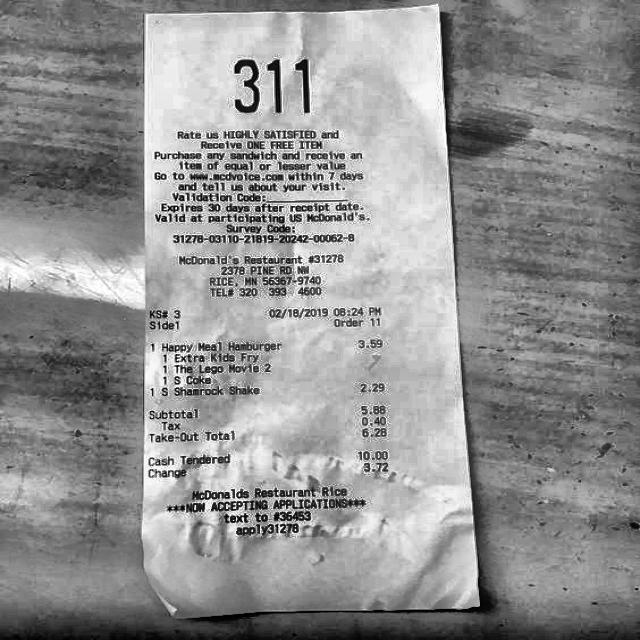 311
Rate us HIGHLY SATISFIED and
Receive ONE FREE ITEM
Purchase any sandwich and receive an
item of equal or lesser value
Go to www.mcdvoice.com within 7 days
and tell us about your visit.
Validation Code:
Expires 30 days after receipt date.
Valid at participating US McDonald's.
Survey Code:
31278-03110-21819-20242-00062-8
McDonald's Restaurant #31278
2378 PINE RD NW
RICE, MN 56367-9740
TEL# 320 393 4600
KS# 3 02/18/2019 08:24 PM
Side1 Order 11
1 Happy Meal Hamburger 3.59
1 Extra Kids Fry
1 The Lego Movie 2
1 S Coke
1 S Shamrock Shake 2.29
Subtotal 5.88
Tax 0.40
Take-Out Total 6.28
Cash Tendered 10.00
Change 3.72
McDonalds Restaurant Rice
***NOW ACCEPTING APPLICATIONS***
text to #36453
apply31278